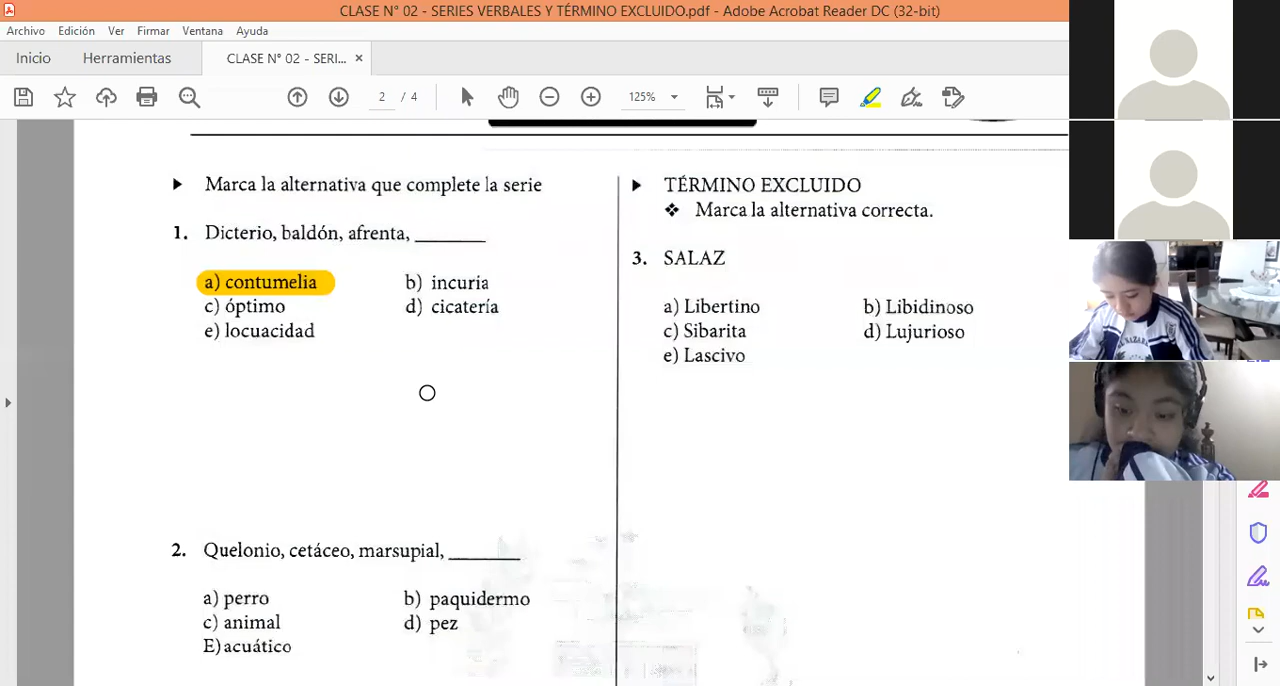 CLASE N° 02 - SERIES VERBALES Y TÉRMINO EXCLUIDO.pdf - Adobe Acrobat Reader DC (32-bit)
Archivo Edición Ver Firmar Ventana Ayuda
Inicio Herramientas CLASE N° 02 - SERI... ×
2 / 4 125%
Marca la alternativa que complete la serie
1. Dicterio, baldón, afrenta, ________
a) contumelia b) incuria
c) óptimo d) cicatería
e) locuacidad
2. Quelonio, cetáceo, marsupial, ________
a) perro b) paquidermo
c) animal d) pez
E) acuático
TÉRMINO EXCLUIDO
❖ Marca la alternativa correcta.
3. SALAZ
a) Libertino b) Libidinoso
c) Sibarita d) Lujurioso
e) Lascivo